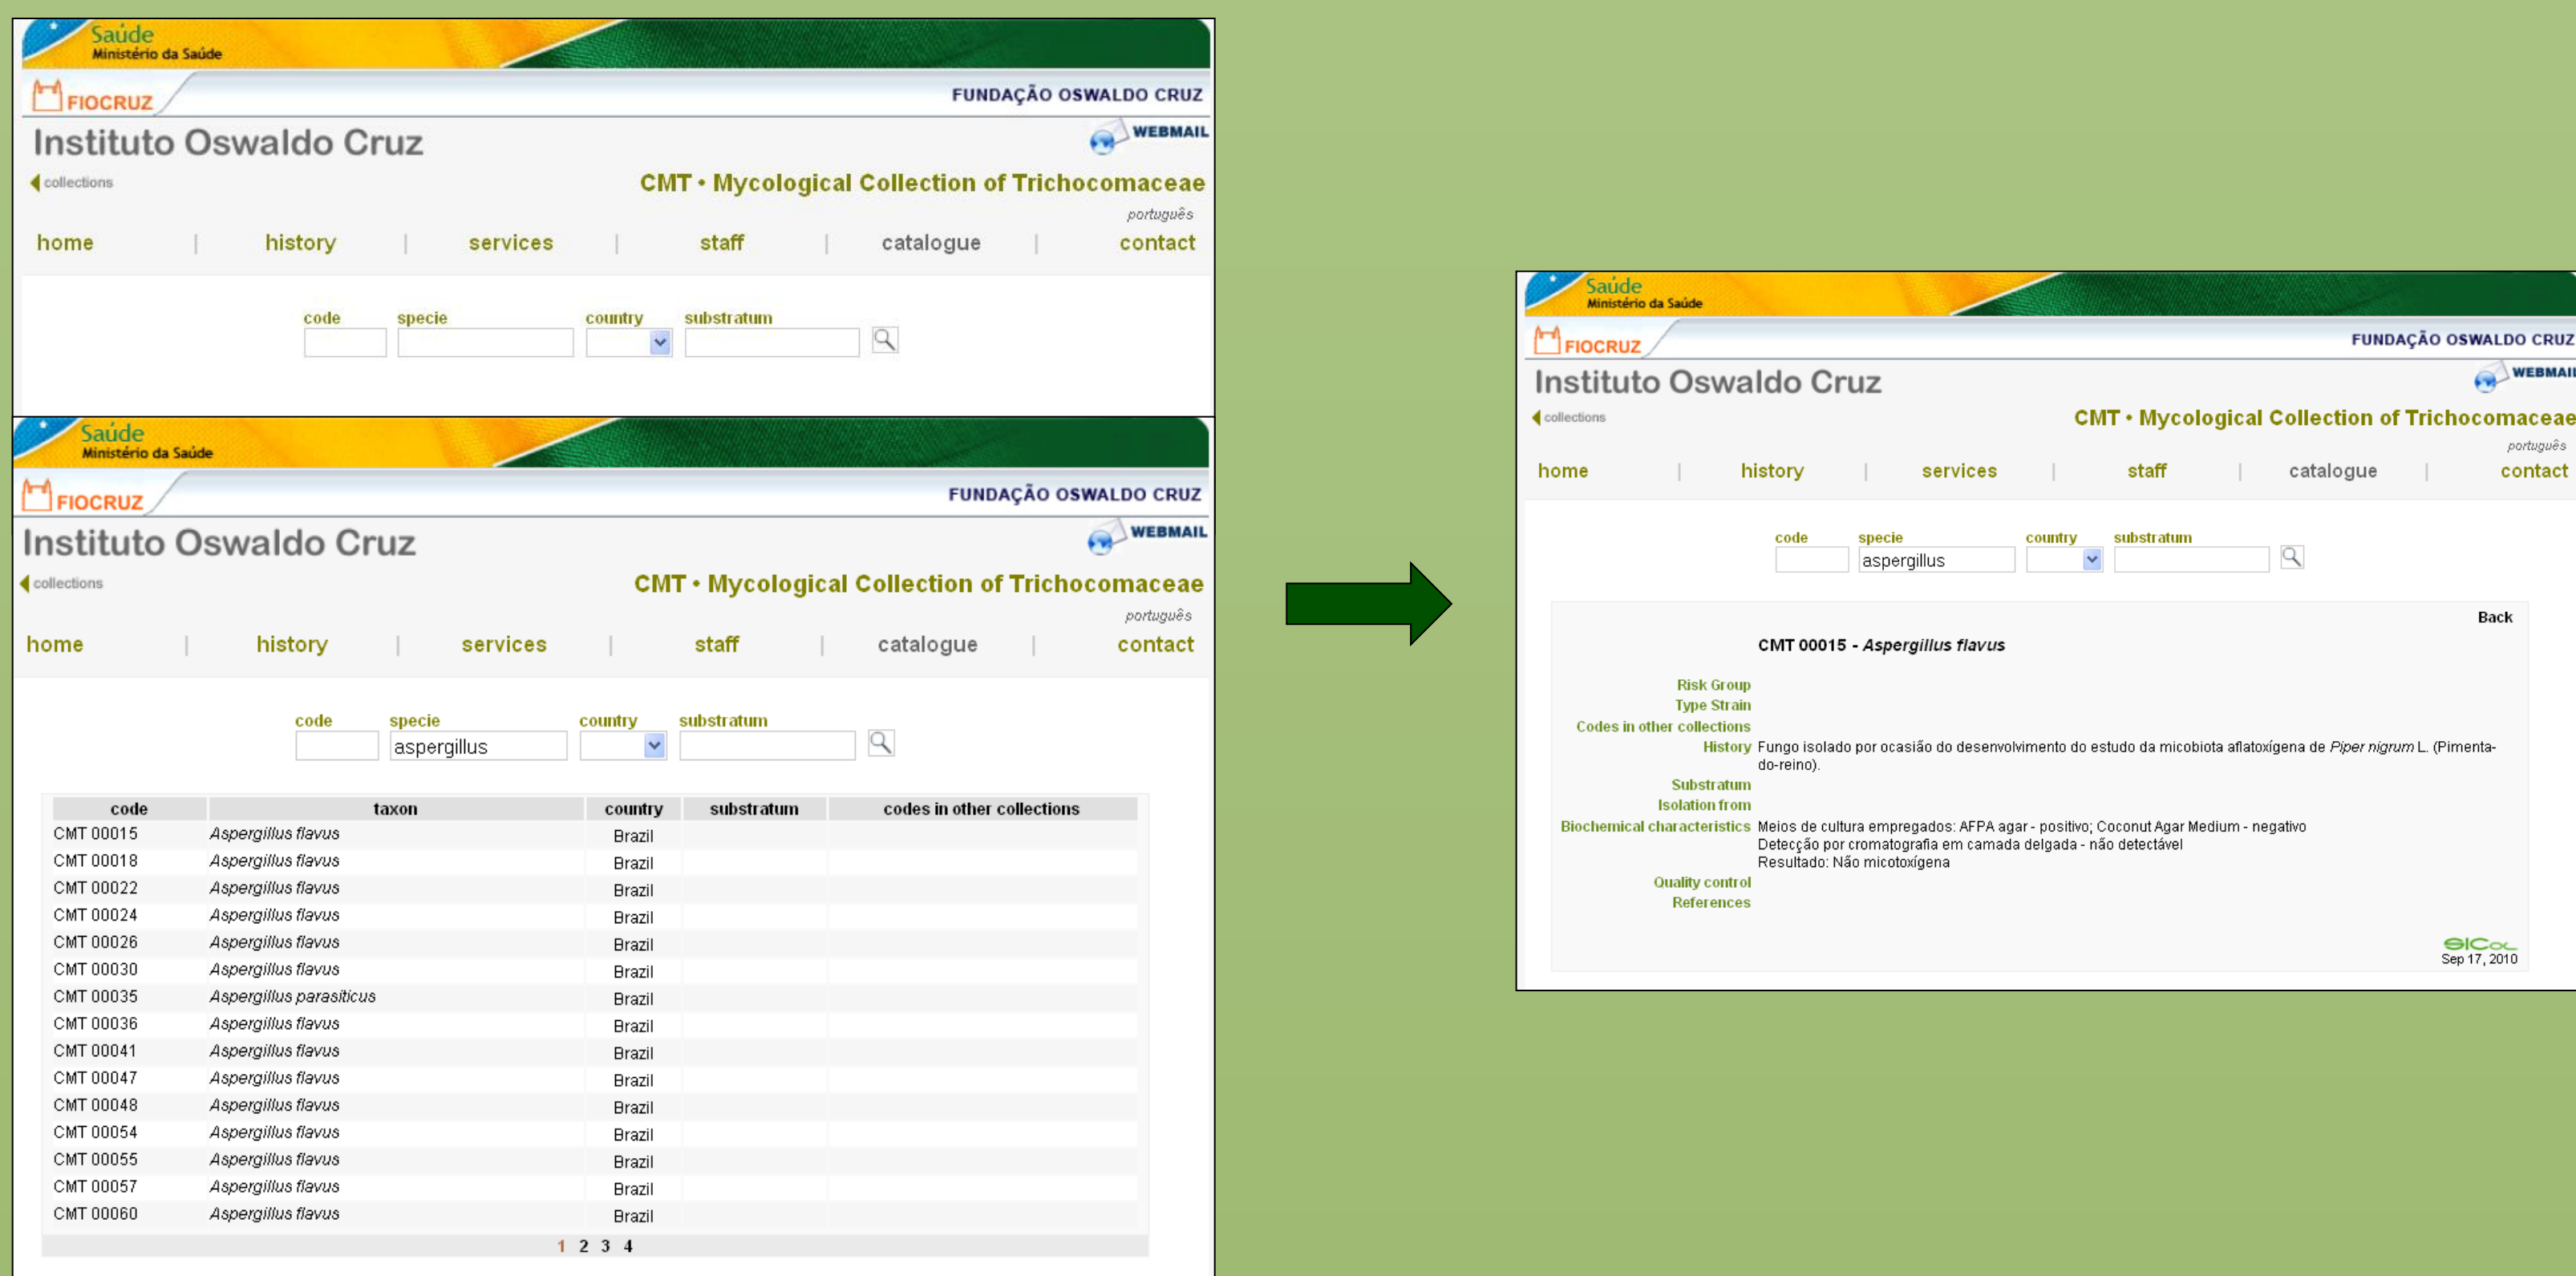 Saúde
Ministério da Saúde
FIOCRUZ
FUNDAÇÃO OSWALDO CRUZ
Instituto Oswaldo Cruz
WEBMAIL
collections
CMT • Mycological Collection of Trichocomaceae
português
home | history | services | staff | catalogue | contact
code specie country substratum
Saúde
Ministério da Saúde
FIOCRUZ
FUNDAÇÃO OSWALDO CRUZ
Instituto Oswaldo Cruz
WEBMAIL
collections
CMT • Mycological Collection of Trichocomaceae
português
home | history | services | staff | catalogue | contact
code specie country substratum
aspergillus
code taxon country substratum codes in other collections
CMT 00015 Aspergillus flavus Brazil
CMT 00018 Aspergillus flavus Brazil
CMT 00022 Aspergillus flavus Brazil
CMT 00024 Aspergillus flavus Brazil
CMT 00026 Aspergillus flavus Brazil
CMT 00030 Aspergillus flavus Brazil
CMT 00035 Aspergillus parasiticus Brazil
CMT 00036 Aspergillus flavus Brazil
CMT 00041 Aspergillus flavus Brazil
CMT 00047 Aspergillus flavus Brazil
CMT 00048 Aspergillus flavus Brazil
CMT 00054 Aspergillus flavus Brazil
CMT 00055 Aspergillus flavus Brazil
CMT 00057 Aspergillus flavus Brazil
CMT 00060 Aspergillus flavus Brazil
1 2 3 4
Saúde
Ministério da Saúde
FIOCRUZ
FUNDAÇÃO OSWALDO CRUZ
Instituto Oswaldo Cruz
WEBMAIL
collections
CMT • Mycological Collection of Trichocomaceae
português
home | history | services | staff | catalogue | contact
code specie country substratum
aspergillus
Back
CMT 00015 - Aspergillus flavus
Risk Group
Type Strain
Codes in other collections
History Fungo isolado por ocasião do desenvolvimento do estudo da micobiota aflatoxígena de Piper nigrum L. (Pimenta-
do-reino).
Substratum
Isolation from
Biochemical characteristics Meios de cultura empregados: AFPA agar - positivo; Coconut Agar Medium - negativo
Detecção por cromatografia em camada delgada - não detectável
Resultado: Não micotoxígena
Quality control
References
SICOL
Sep 17, 2010